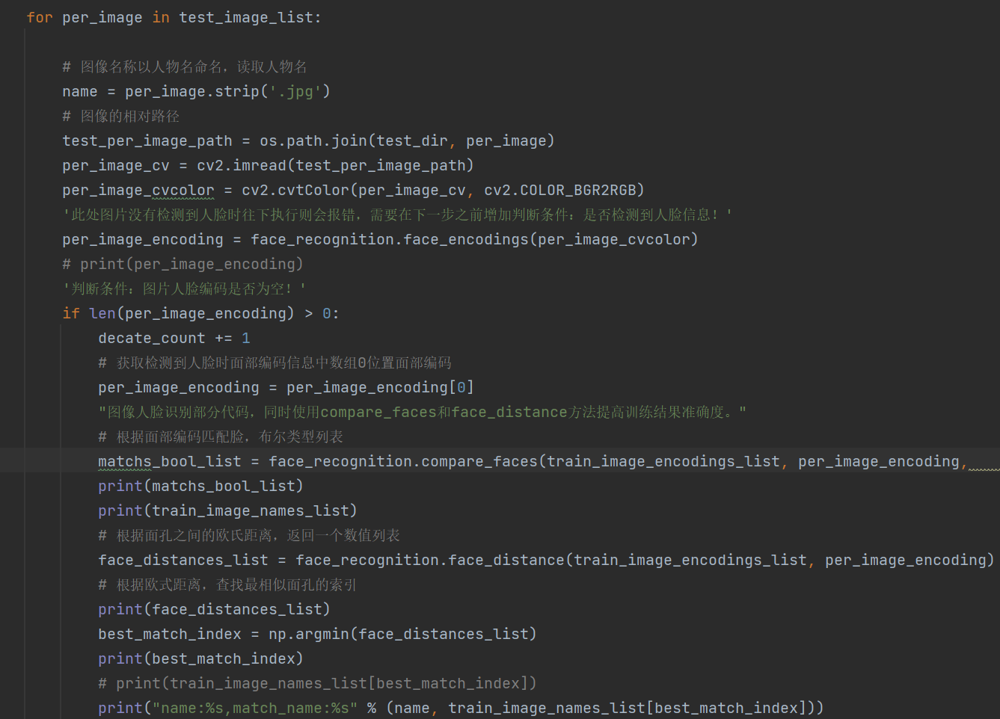 for per_image in test_image_list:
# 图像名称以人物名命名，读取人物名
name = per_image.strip('.jpg')
# 图像的相对路径
test_per_image_path = os.path.join(test_dir, per_image)
per_image_cv = cv2.imread(test_per_image_path)
per_image_cvcolor = cv2.cvtColor(per_image_cv, cv2.COLOR_BGR2RGB)
'此处图片没有检测到人脸时往下执行则会报错，需要在下一步之前增加判断条件：是否检测到人脸信息！'
per_image_encoding = face_recognition.face_encodings(per_image_cvcolor)
# print(per_image_encoding)
'判断条件：图片人脸编码是否为空！'
if len(per_image_encoding) > 0:
decate_count += 1
# 获取检测到人脸时面部编码信息中数组0位置面部编码
per_image_encoding = per_image_encoding[0]
"图像人脸识别部分代码，同时使用compare_faces和face_distance方法提高训练结果准确度。"
# 根据面部编码匹配脸，布尔类型列表
matchs_bool_list = face_recognition.compare_faces(train_image_encodings_list, per_image_encoding,
print(matchs_bool_list)
print(train_image_names_list)
# 根据面孔之间的欧氏距离，返回一个数值列表
face_distances_list = face_recognition.face_distance(train_image_encodings_list, per_image_encoding)
# 根据欧式距离，查找最相似面孔的索引
print(face_distances_list)
best_match_index = np.argmin(face_distances_list)
print(best_match_index)
# print(train_image_names_list[best_match_index])
print("name:%s,match_name:%s" % (name, train_image_names_list[best_match_index]))